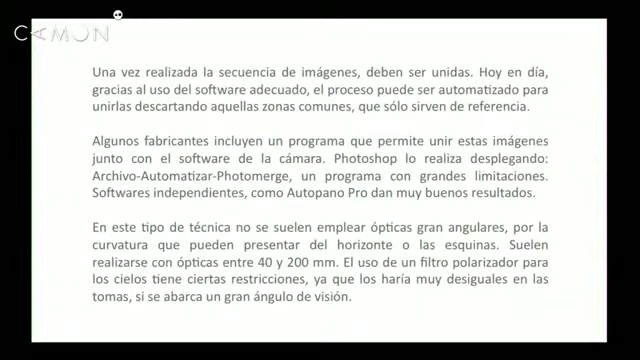 CAMON
Una vez realizada la secuencia de imágenes, deben ser unidas. Hoy en día,
gracias al uso del software adecuado, el proceso puede ser automatizado para
unirlas descartando aquellas zonas comunes, que sólo sirven de referencia.
Algunos fabricantes incluyen un programa que permite unir estas imágenes
junto con el software de la cámara. Photoshop lo realiza desplegando:
Archivo-Automatizar-Photomerge, un programa con grandes limitaciones.
Softwares independientes, como Autopano Pro dan muy buenos resultados.
En este tipo de técnica no se suelen emplear ópticas gran angulares, por la
curvatura que pueden presentar del horizonte o las esquinas. Suelen
realizarse con ópticas entre 40 y 200 mm. El uso de un filtro polarizador para
los cielos tiene ciertas restricciones, ya que los haría muy desiguales en las
tomas, si se abarca un gran ángulo de visión.